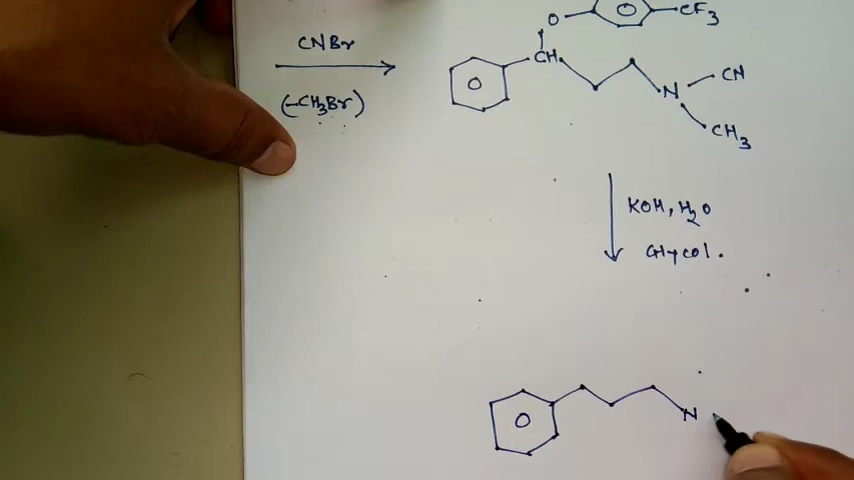 CNBr
(-CH3Br)
O
O
CF3
O
CH
N
CN
CH3
KOH, H2O
Glycol.
O
N